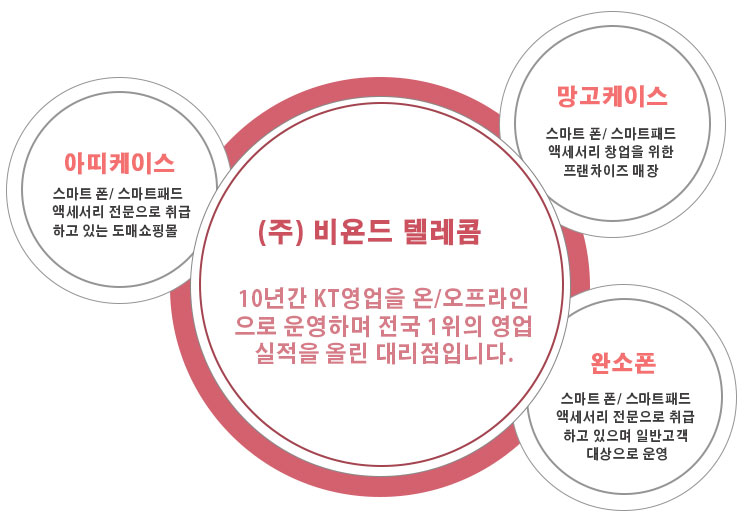 망고케이스
스마트 폰/ 스마트패드
액세서리 창업을 위한
프랜차이즈 매장
아띠케이스
스마트 폰/ 스마트패드
액세서리 전문으로 취급
하고 있는 도매쇼핑몰
(주) 비욘드 텔레콤
10년간 KT영업을 온/오프라인
으로 운영하며 전국 1위의 영업
실적을 올린 대리점입니다.
완소폰
스마트 폰/ 스마트패드
액세서리 전문으로 취급
하고 있으며 일반고객
대상으로 운영